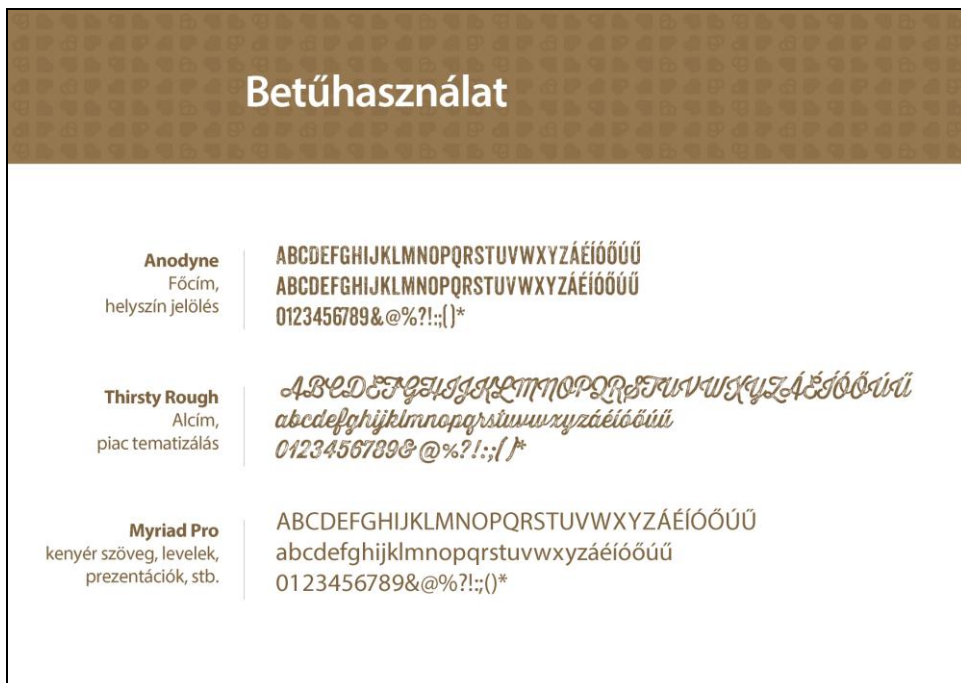 Betűhasználat
Anodyne
Főcím,
helyszín jelölés
ABCDEFGHIJKLMNOPQRSTUVWXYZÁÉÍÓŐÚŰ
ABCDEFGHIJKLMNOPQRSTUVWXYZÁÉÍÓŐÚŰ
0123456789&@%?!:;()*
Thirsty Rough
Alcím,
piac tematizálás
ABCDEFGHIJKLMNOPQRSTUVWXYZÁÉÍÓŐÚŰ
abcdefghijklmnopqrstuvwxyzáéíóőúű
0123456789&@%?!:;()*
Myriad Pro
kenyér szöveg, levelek,
prezentációk, stb.
ABCDEFGHIJKLMNOPQRSTUVWXYZÁÉÍÓŐÚŰ
abcdefghijklmnopqrstuvwxyzáéíóőúű
0123456789&@%?!:;()*